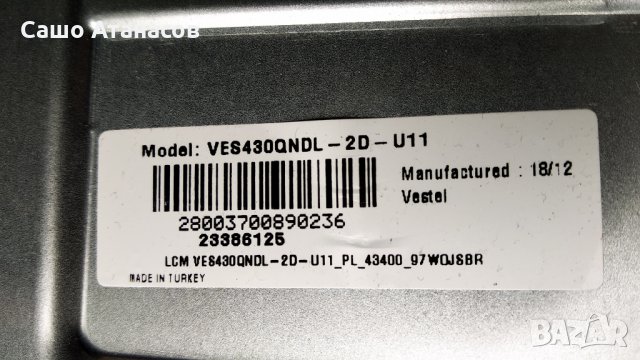 Сашо Атанасов
Model: VES430QNDL-2D-U11
Manufactured : 18/12
Vestel
28003700890236
23386125
LCM VES430QNDL-2D-U11_PL_43400_97WOJSBR
MADE IN TURKEY
BAZAR